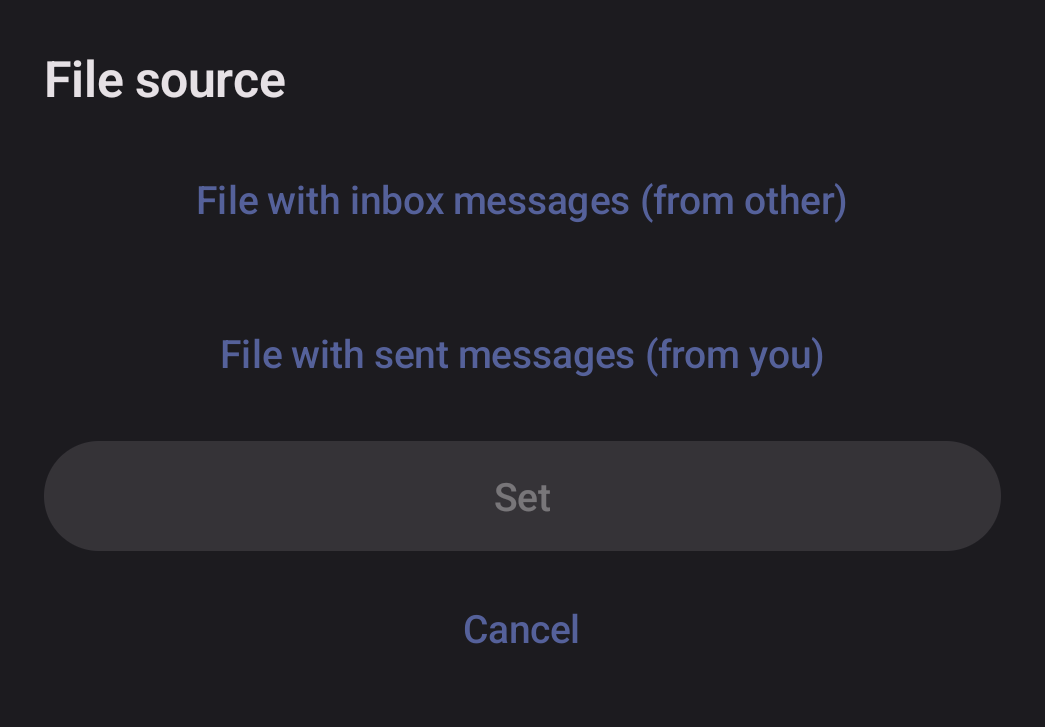 File source
File with inbox messages (from other)
File with sent messages (from you)
Set
Cancel